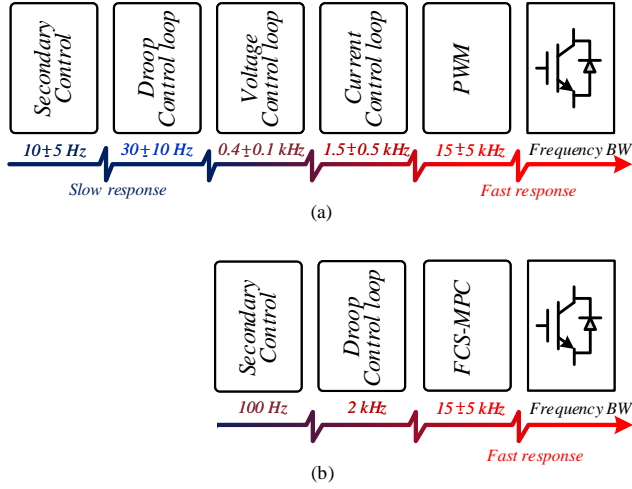 Secondary
Control
Droop
Control loop
Voltage
Control loop
Current
Control loop
PWM
10±5 Hz
30±10 Hz
0.4±0.1 kHz
1.5±0.5 kHz
15±5 kHz
Frequency BW
Slow response
Fast response
(a)
Secondary
Control
Droop
Control loop
FCS-MPC
100 Hz
2 kHz
15±5 kHz
Frequency BW
Fast response
(b)